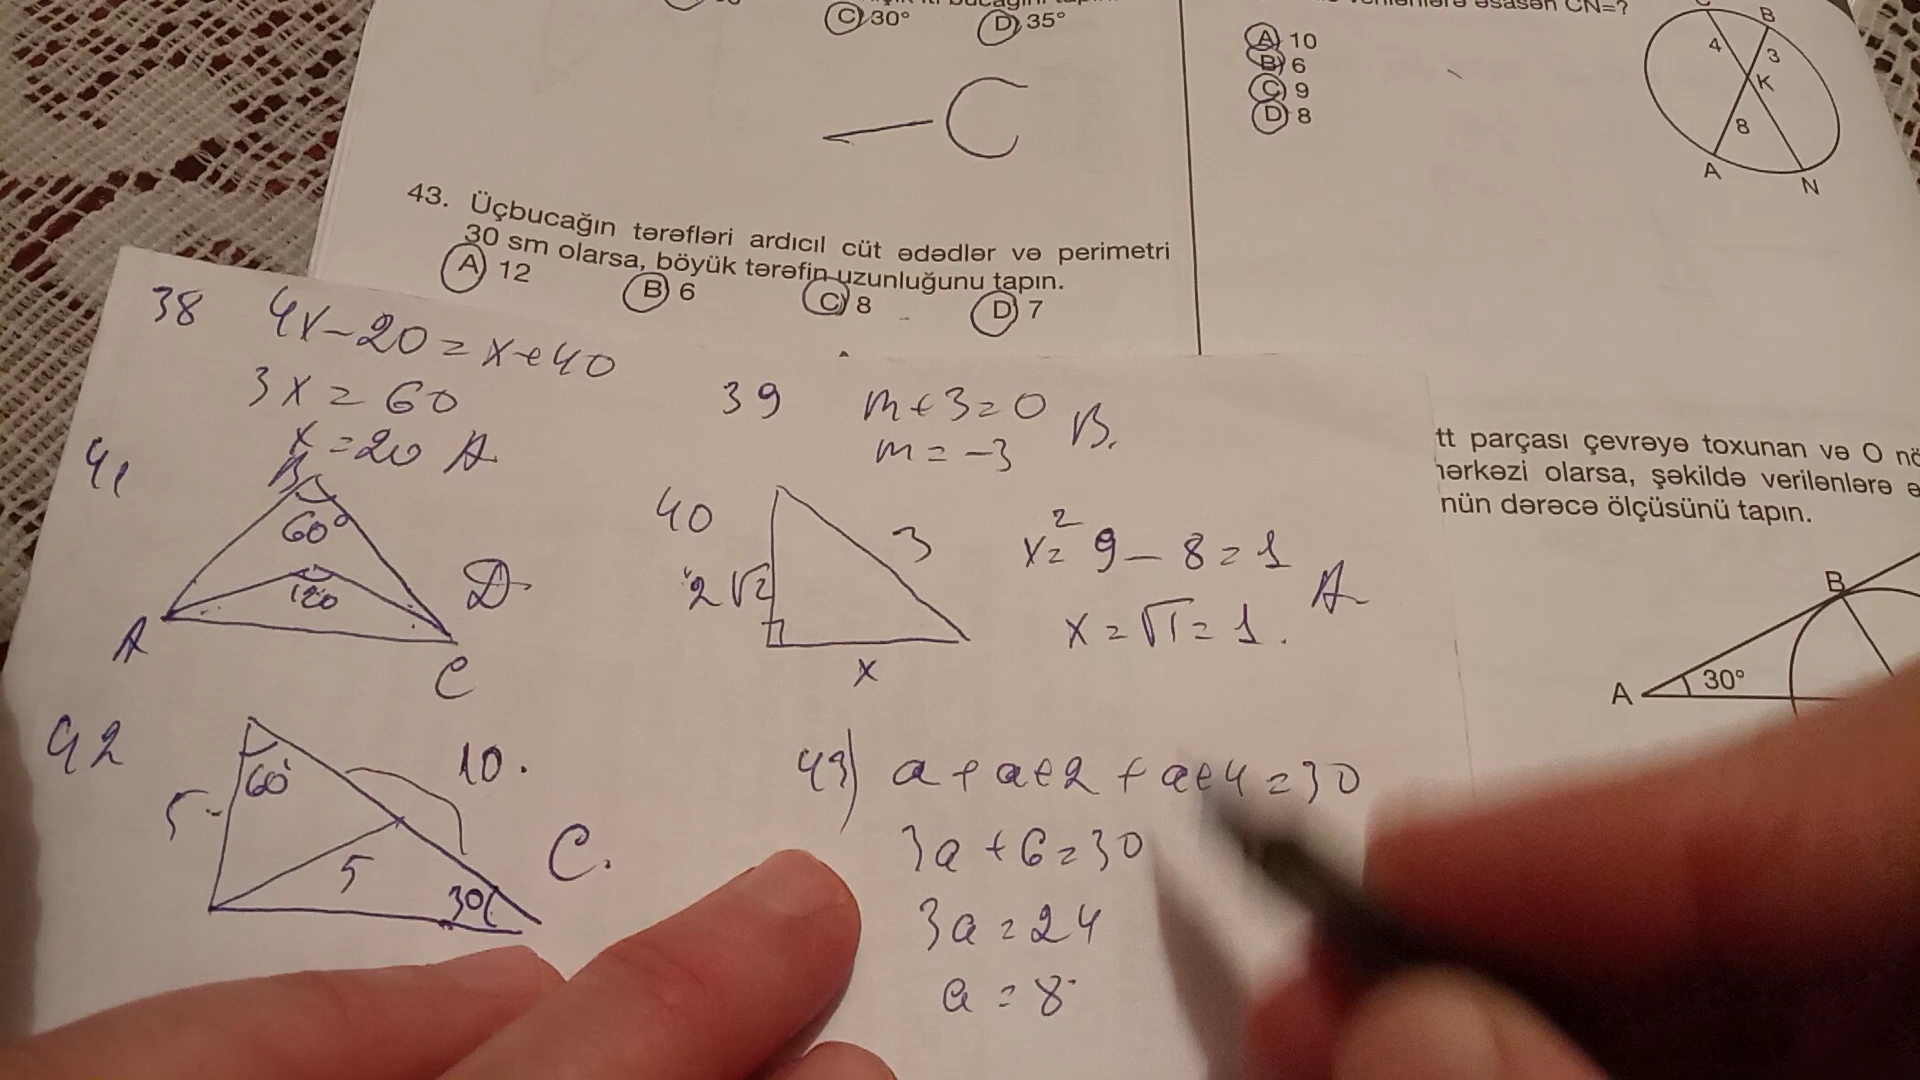 C) 30°
D) 35°
C
43. Üçbucağın tərəfləri ardıcıl cüt ədədlər və perimetri
30 sm olarsa, böyük tərəfin uzunluğunu tapın.
A) 12 B) 6 C) 8 D) 7
əsasən CN=?
A) 10
B) 6
C) 9
D) 8
B
4
3
K
8
A
N
tt parçası çevrəyə toxunan və O
mərkəzi olarsa, şəkildə verilənlərə
nün dərəcə ölçüsünü tapın.
B
A
30°
38 4x-20=x+40
3x=60
x=20 A
39 m+3=0
m=-3 B.
41
B
60°
120
A
C
D
40
2√2
3
x
x²=9-8=1
x=√1=1. A
42
60°
5
10.
5
30
C.
43) a+a+2+a+4=30
3a+6=30
3a=24
a=8